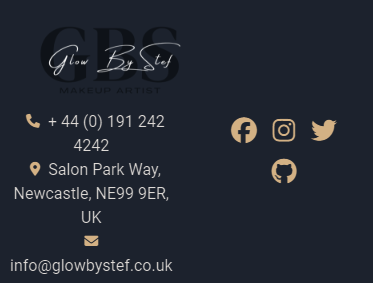 GBS
Glow By Stef
MAKEUP ARTIST
+ 44 (0) 191 242
4242
Salon Park Way,
Newcastle, NE99 9ER,
UK
info@glowbystef.co.uk